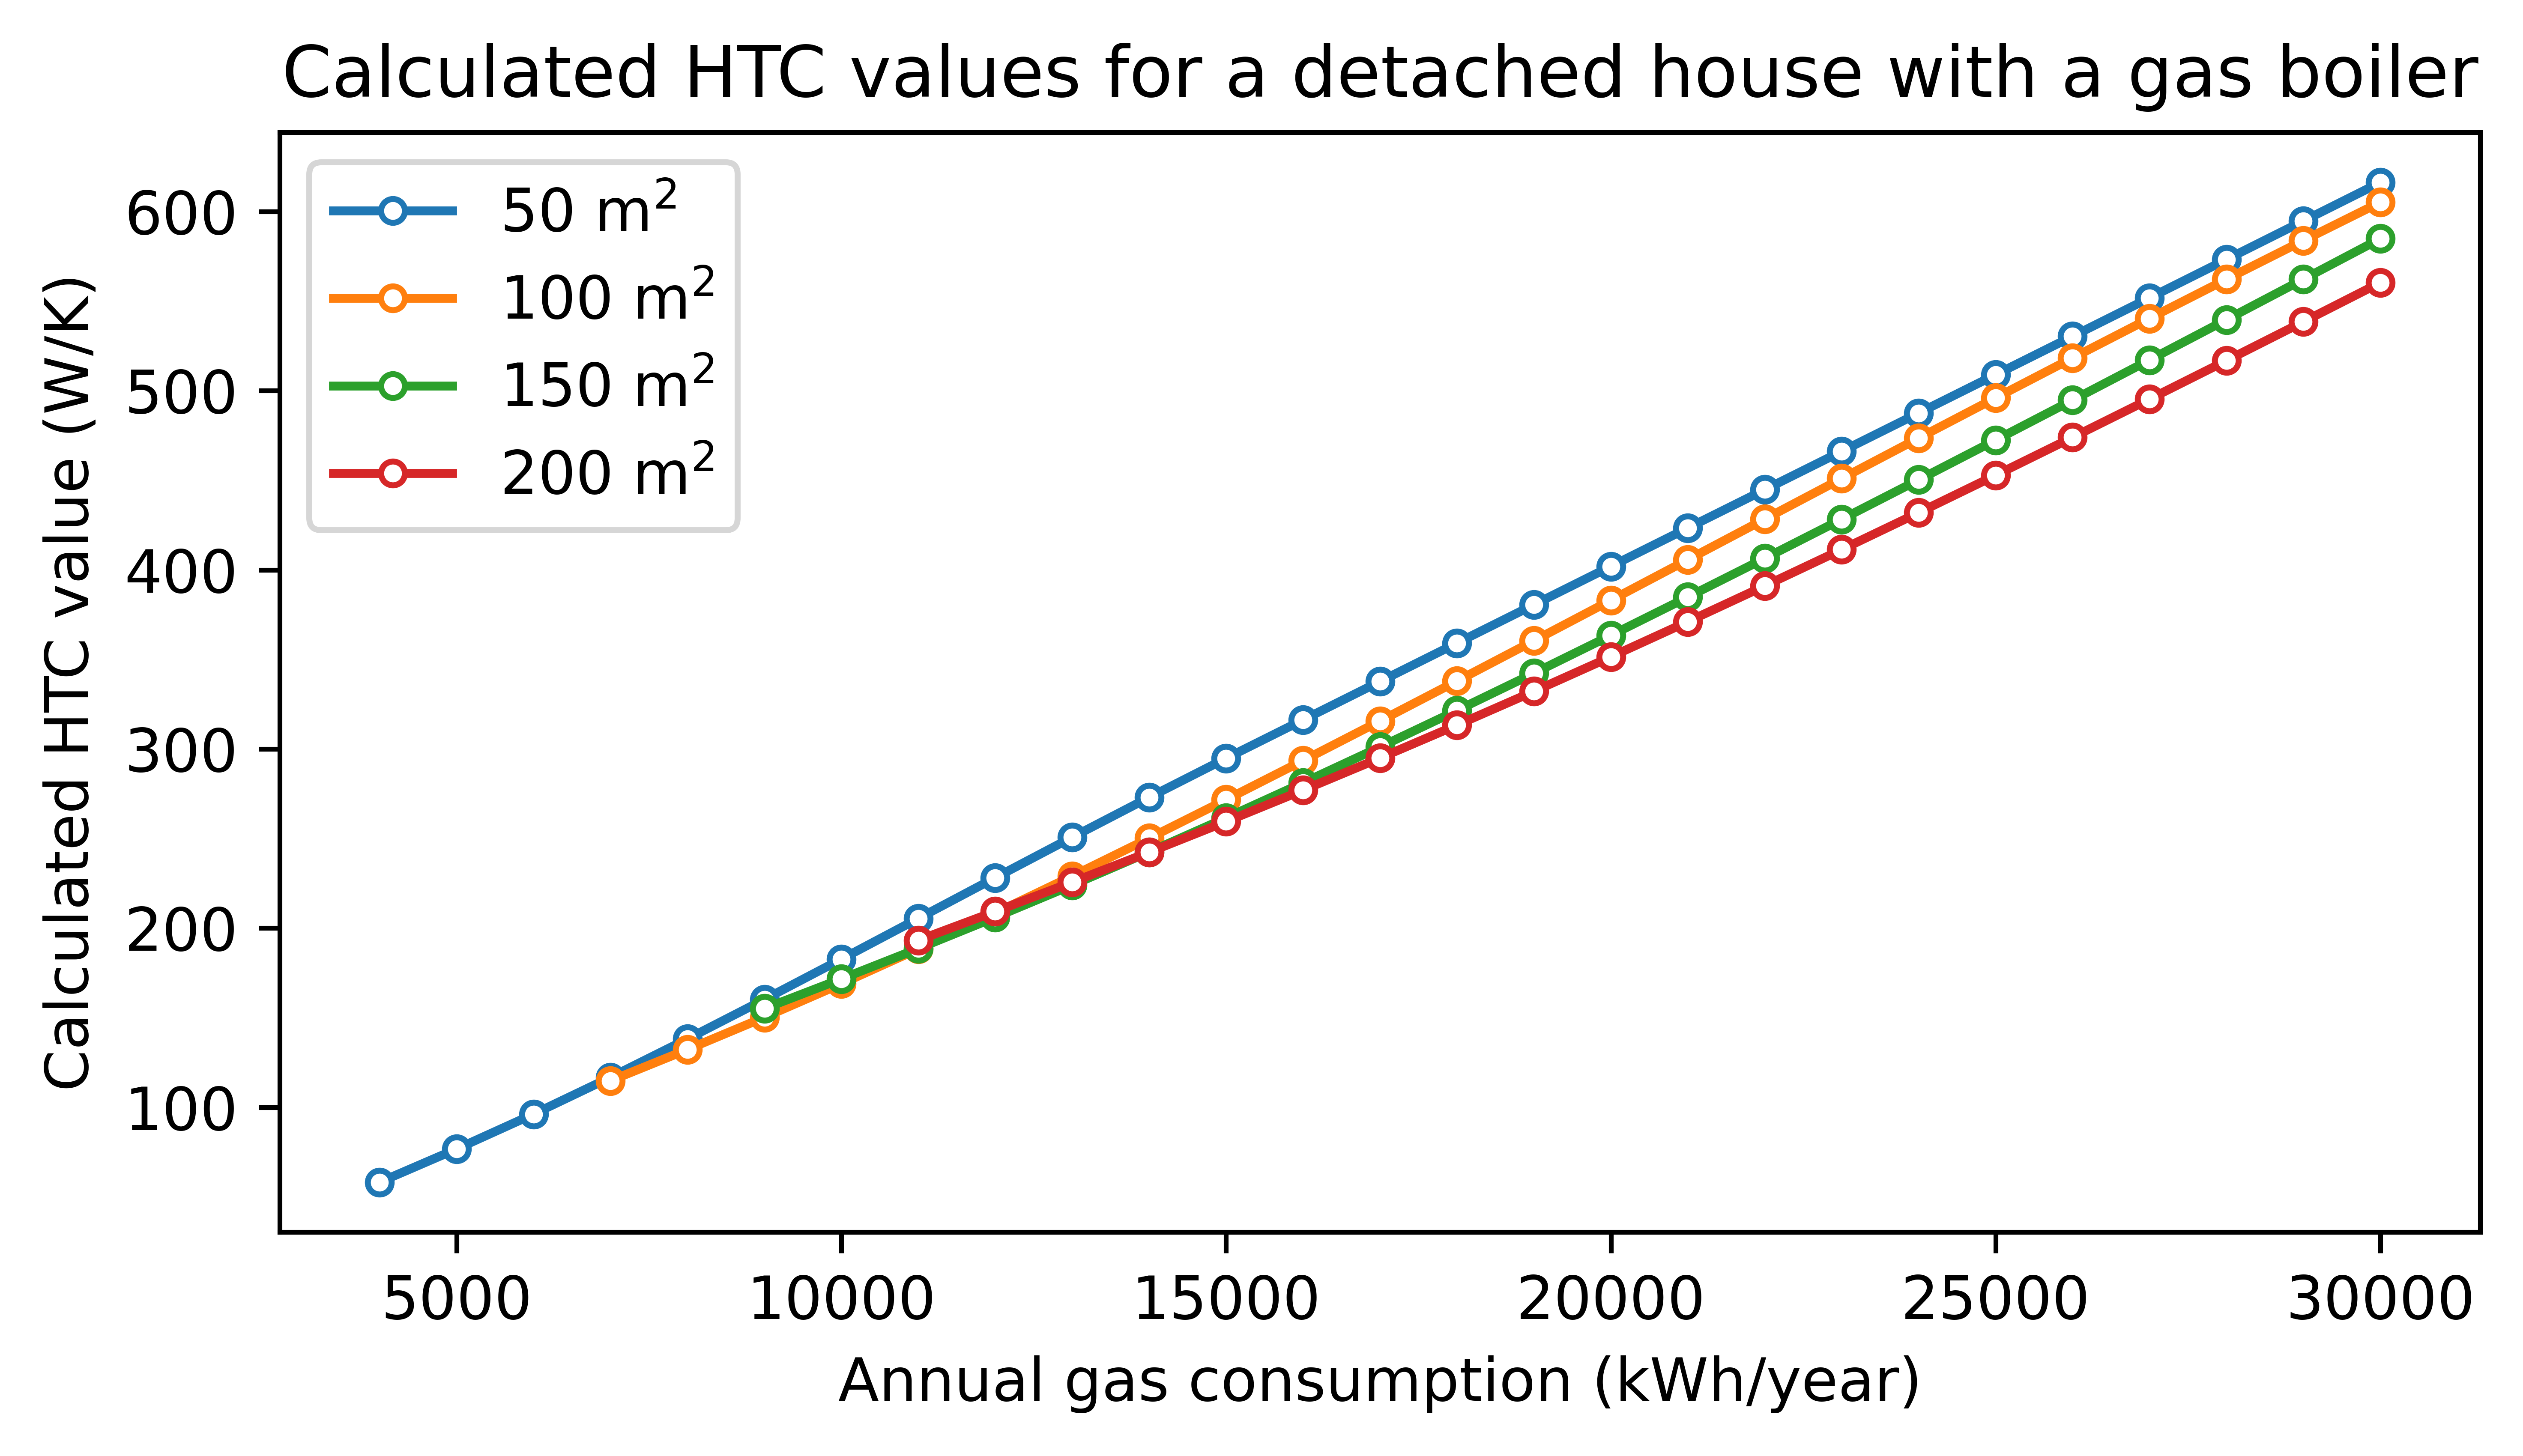 Calculated HTC values for a detached house with a gas boiler
50 m²
100 m²
150 m²
200 m²
600
500
400
300
200
100
Calculated HTC value (W/K)
5000 10000 15000 20000 25000 30000
Annual gas consumption (kWh/year)